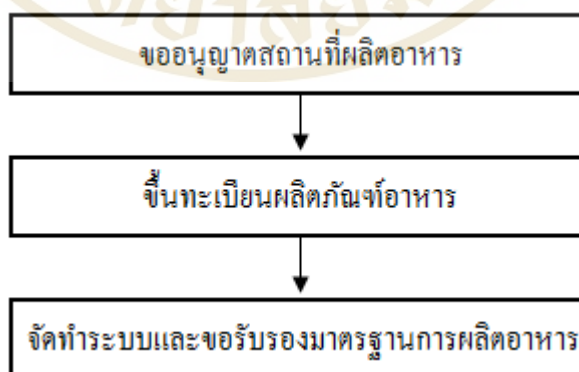 ขออนุญาตสถานที่ผลิตอาหาร
ขึ้นทะเบียนผลิตภัณฑ์อาหาร
จัดทำระบบและขอรับรองมาตรฐานการผลิตอาหาร